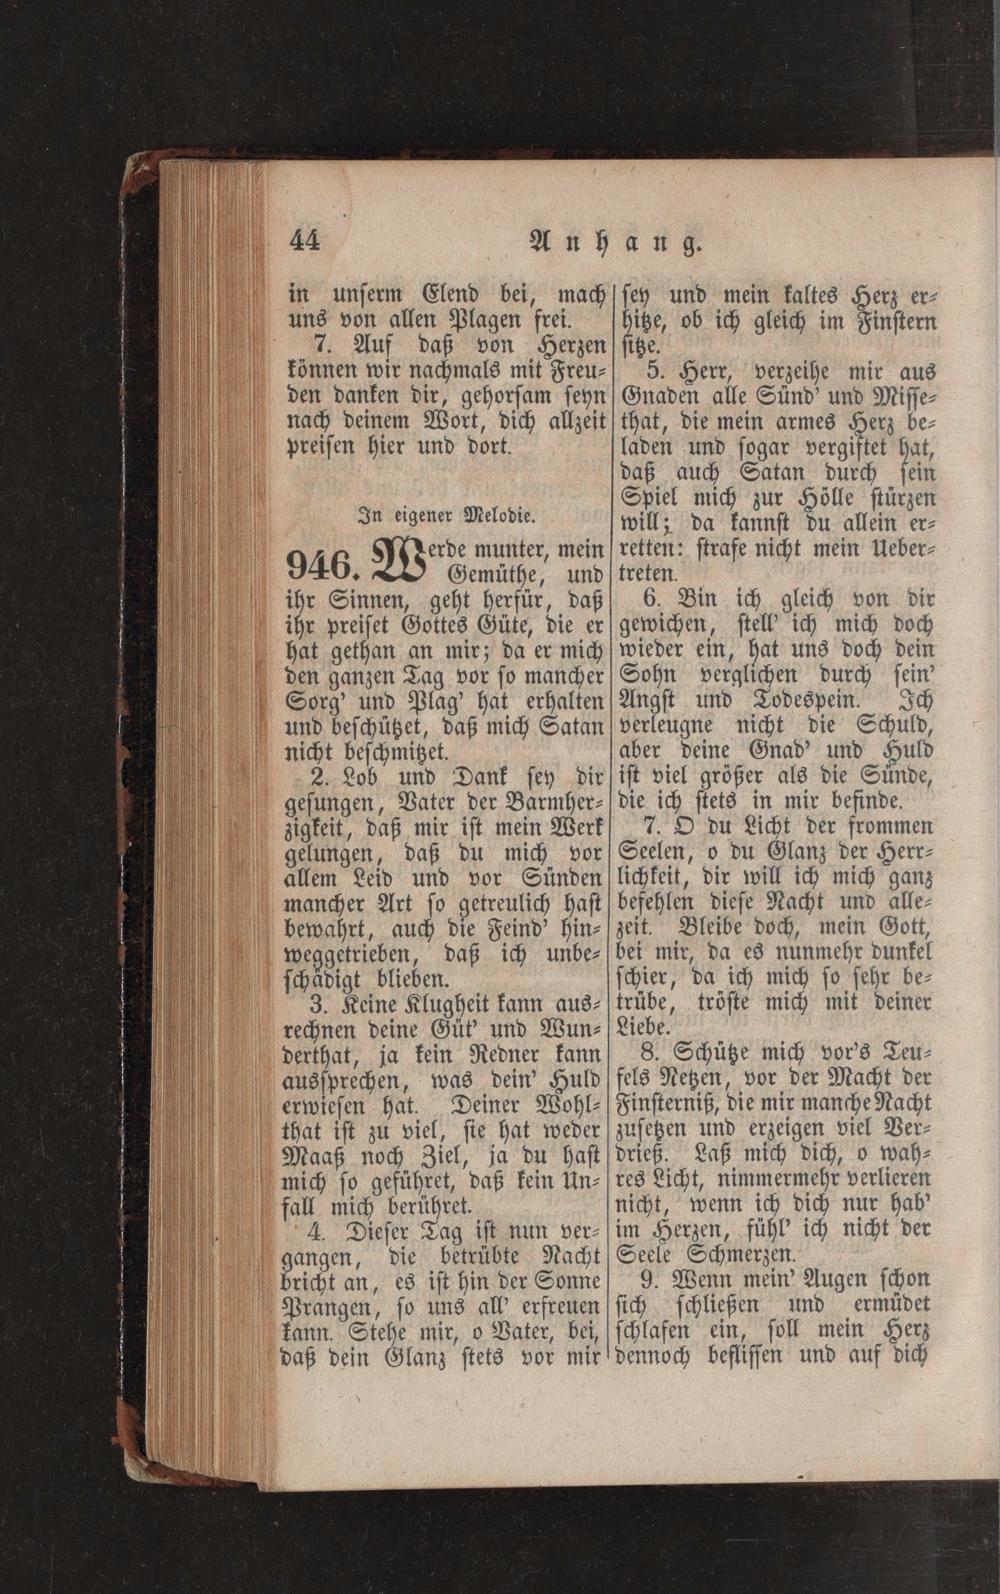 44
Anhang.
in unserm Elend bei, mach
uns von allen Plagen frei.
7. Auf daß von Herzen
können wir nachmals mit Freu-
den danken dir, gehorsam seyn
nach deinem Wort, dich allzeit
preisen hier und dort.
In eigener Melodie.
946. Werde munter, mein
Gemüthe, und
ihr Sinnen, geht herfür, daß
ihr preiset Gottes Güte, die er
hat gethan an mir; da er mich
den ganzen Tag vor so mancher
Sorg' und Plag' hat erhalten
und beschützet, daß mich Satan
nicht beschmitzet.
2. Lob und Dank sey dir
gesungen, Vater der Barmher-
zigkeit, daß mir ist mein Werk
gelungen, daß du mich vor
allem Leid und vor Sünden
mancher Art so getreulich hast
bewahrt, auch die Feind' hin-
weggetrieben, daß ich unbe-
schädigt blieben.
3. Keine Klugheit kann aus-
rechnen deine Güt' und Wun-
derthat, ja kein Redner kann
aussprechen, was dein' Huld
erwiesen hat. Deiner Wohl-
that ist zu viel, sie hat weder
Maaß noch Ziel, ja du hast
mich so geführet, daß kein Un-
fall mich berühret.
4. Dieser Tag ist nun ver-
gangen, die betrübte Nacht
bricht an, es ist hin der Sonne
Prangen, so uns all' erfreuen
kann. Stehe mir, o Vater, bei,
daß dein Glanz stets vor mir
sey und mein kaltes Herz er-
hitze, ob ich gleich im Finstern
sitze.
5. Herr, verzeihe mir aus
Gnaden alle Sünd' und Misse-
that, die mein armes Herz be-
laden und sogar vergiftet hat,
daß auch Satan durch sein
Spiel mich zur Hölle stürzen
will; da kannst du allein er-
retten: strafe nicht mein Ueber-
treten.
6. Bin ich gleich von dir
gewichen, stell' ich mich doch
wieder ein, hat uns doch dein
Sohn verglichen durch sein'
Angst und Todespein. Ich
verleugne nicht die Schuld,
aber deine Gnad' und Huld
ist viel größer als die Sünde,
die ich stets in mir befinde.
7. O du Licht der frommen
Seelen, o du Glanz der Herr-
lichkeit, dir will ich mich ganz
befehlen diese Nacht und alle-
zeit. Bleibe doch, mein Gott,
bei mir, da es nunmehr dunkel
schier, da ich mich so sehr be-
trübe, tröste mich mit deiner
Liebe.
8. Schütze mich vor's Teu-
fels Netzen, vor der Macht der
Finsterniß, die mir manche Nacht
zusetzen und erzeigen viel Ver-
drieß. Laß mich dich, o wah-
res Licht, nimmermehr verlieren
nicht, wenn ich dich nur hab'
im Herzen, fühl' ich nicht der
Seele Schmerzen.
9. Wenn mein' Augen schon
sich schließen und ermüdet
schlafen ein, soll mein Herz
dennoch beflissen und auf dich